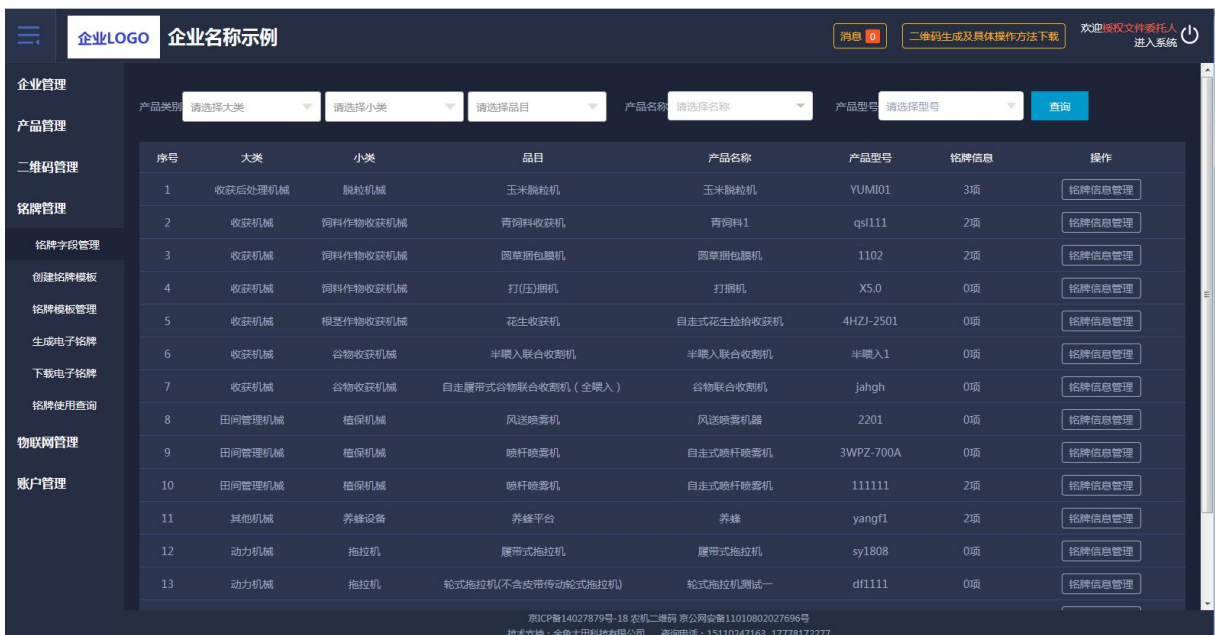 企业LOGO 企业名称示例 消息 0 二维码生成及具体操作方法下载 欢迎授权文件委托人
进入系统
企业管理
产品管理
二维码管理
铭牌管理
铭牌字段管理
创建铭牌模板
铭牌模板管理
生成电子铭牌
下载电子铭牌
铭牌使用查询
物联网管理
账户管理
产品类别 请选择大类 请选择小类 请选择品目 产品名称 请选择名称 产品型号 请选择型号 查询
序号 大类 小类 品目 产品名称 产品型号 铭牌信息 操作
1 收获后处理机械 脱粒机械 玉米脱粒机 玉米脱粒机 YUMI01 3项 铭牌信息管理
2 收获机械 饲料作物收获机械 青饲料收获机 青饲料1 qsl111 2项 铭牌信息管理
3 收获机械 饲料作物收获机械 圆草捆包膜机 圆草捆包膜机 1102 2项 铭牌信息管理
4 收获机械 饲料作物收获机械 打(压)捆机 打捆机 X5.0 0项 铭牌信息管理
5 收获机械 根茎作物收获机械 花生收获机 自走式花生捡拾收获机 4HZJ-2501 0项 铭牌信息管理
6 收获机械 谷物收获机械 半喂入联合收割机 半喂入联合收割机 半喂入1 0项 铭牌信息管理
7 收获机械 谷物收获机械 自走履带式谷物联合收割机（全喂入） 谷物联合收割机 jahgh 0项 铭牌信息管理
8 田间管理机械 植保机械 风送喷雾机 风送喷雾机器 2201 0项 铭牌信息管理
9 田间管理机械 植保机械 喷杆喷雾机 自走式喷杆喷雾机 3WPZ-700A 0项 铭牌信息管理
10 田间管理机械 植保机械 喷杆喷雾机 自走式喷杆喷雾机 111111 2项 铭牌信息管理
11 其他机械 养蜂设备 养蜂平台 养蜂 yangf1 2项 铭牌信息管理
12 动力机械 拖拉机 履带式拖拉机 履带式拖拉机 sy1808 0项 铭牌信息管理
13 动力机械 拖拉机 轮式拖拉机(不含皮带传动轮式拖拉机) 轮式拖拉机测试一 df1111 0项 铭牌信息管理
京ICP备14027879号-18 农机二维码 京公网安备11010802027696号
技术支持：金色大田科技有限公司 咨询电话：15110247163 17778172277